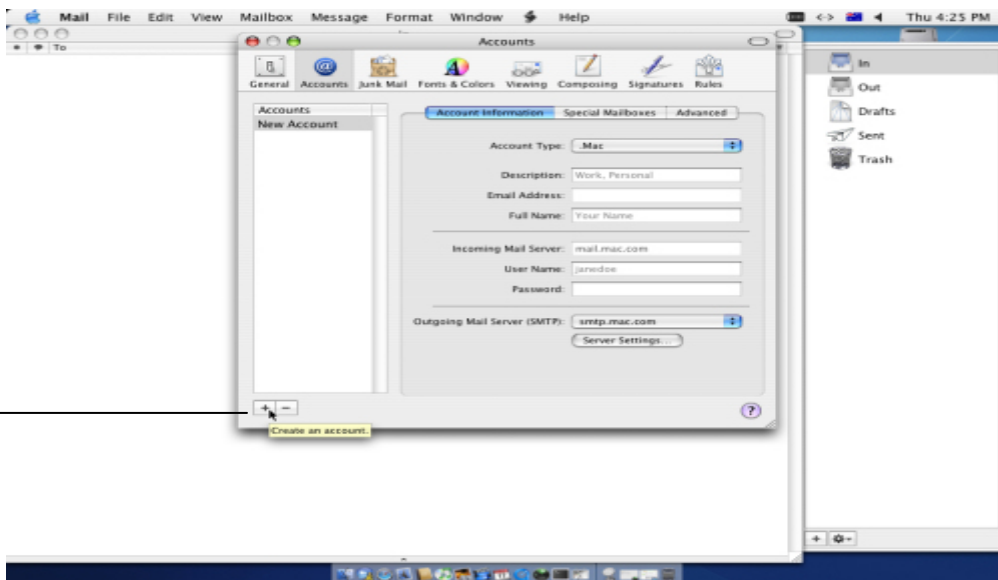 Mail File Edit View Mailbox Message Format Window Help Thu 4:25 PM
To
Accounts
General Accounts Junk Mail Fonts & Colors Viewing Composing Signatures Rules
Accounts
New Account
Account Information Special Mailboxes Advanced
Account Type: .Mac
Description: Work, Personal
Email Address:
Full Name: Your Name
Incoming Mail Server: mail.mac.com
User Name: janedoe
Password:
Outgoing Mail Server (SMTP): smtp.mac.com
Server Settings...
Create an account.
In
Out
Drafts
Sent
Trash